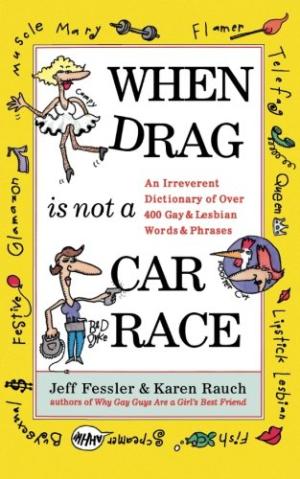 Muscle Mary
Flamer
Telefag
Queen
Lipstick Lesbian
Fish
Screamer
AHHH!
Buysexual
Festive
Glamazon
Campy
WHEN
DRAG
An Irreverent
Dictionary of Over
400 Gay & Lesbian
Words & Phrases
is not a
CAR
RACE
Jeff Fessler & Karen Rauch
authors of Why Gay Guys Are a Girl's Best Friend